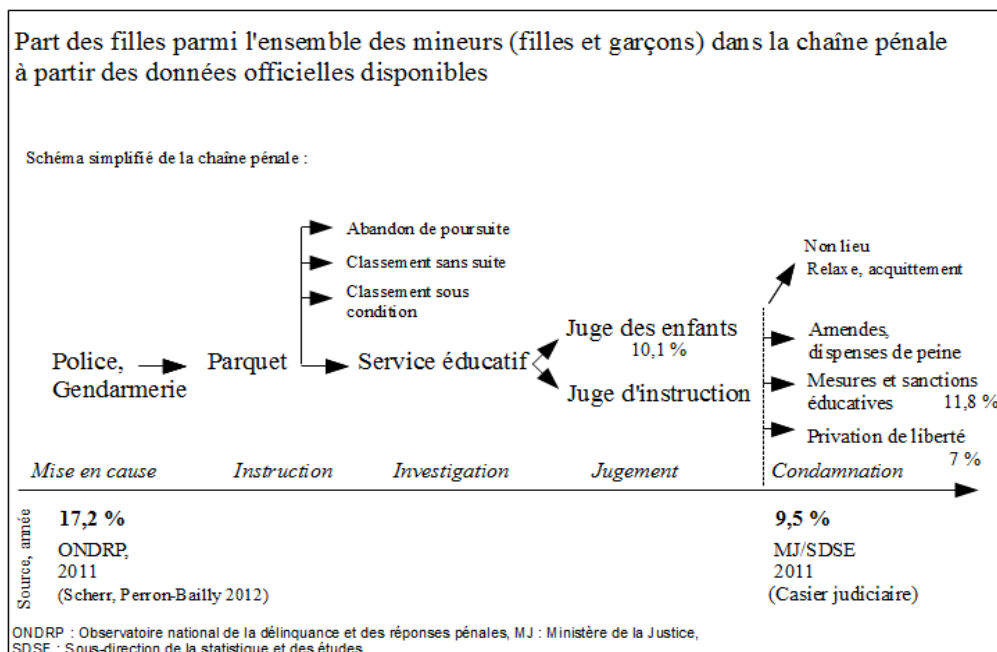 Part des filles parmi l'ensemble des mineurs (filles et garçons) dans la chaîne pénale
à partir des données officielles disponibles
Schéma simplifié de la chaîne pénale :
Abandon de poursuite
Classement sans suite
Classement sous
condition
Non lieu
Relaxe, acquittement
Police,
Gendarmerie
Parquet
Service éducatif
Juge des enfants
10,1 %
Juge d'instruction
Amendes,
dispenses de peine
Mesures et sanctions
éducatives 11,8 %
Privation de liberté
7 %
Mise en cause
Instruction
Investigation
Jugement
Condamnation
Source, année
17,2 %
ONDRP,
2011
(Scherr, Perron-Bailly 2012)
9,5 %
MJ/SDSE
2011
(Casier judiciaire)
ONDRP : Observatoire national de la délinquance et des réponses pénales, MJ : Ministère de la Justice,
SDSE : Sous-direction de la statistique et des études